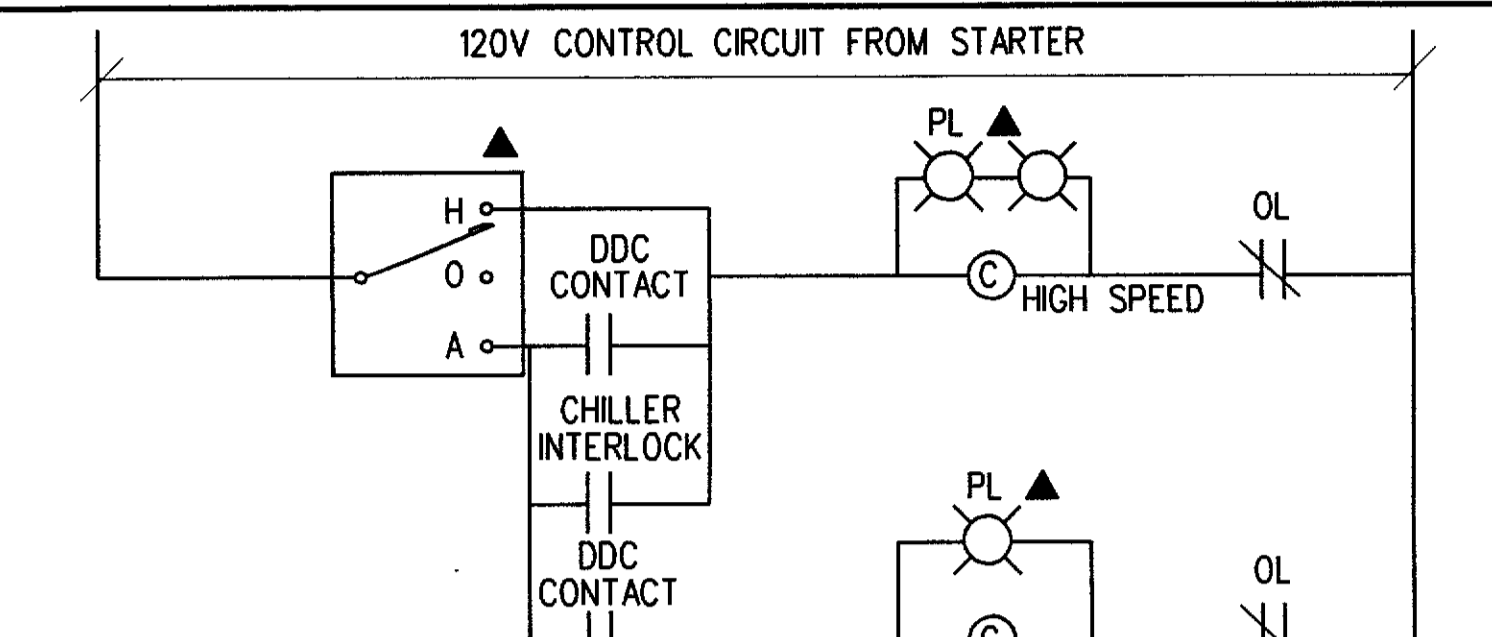 120V CONTROL CIRCUIT FROM STARTER
PL
H
DDC
CONTACT
OL
O
C
HIGH SPEED
A
CHILLER
INTERLOCK
PL
DDC
CONTACT
OL
C